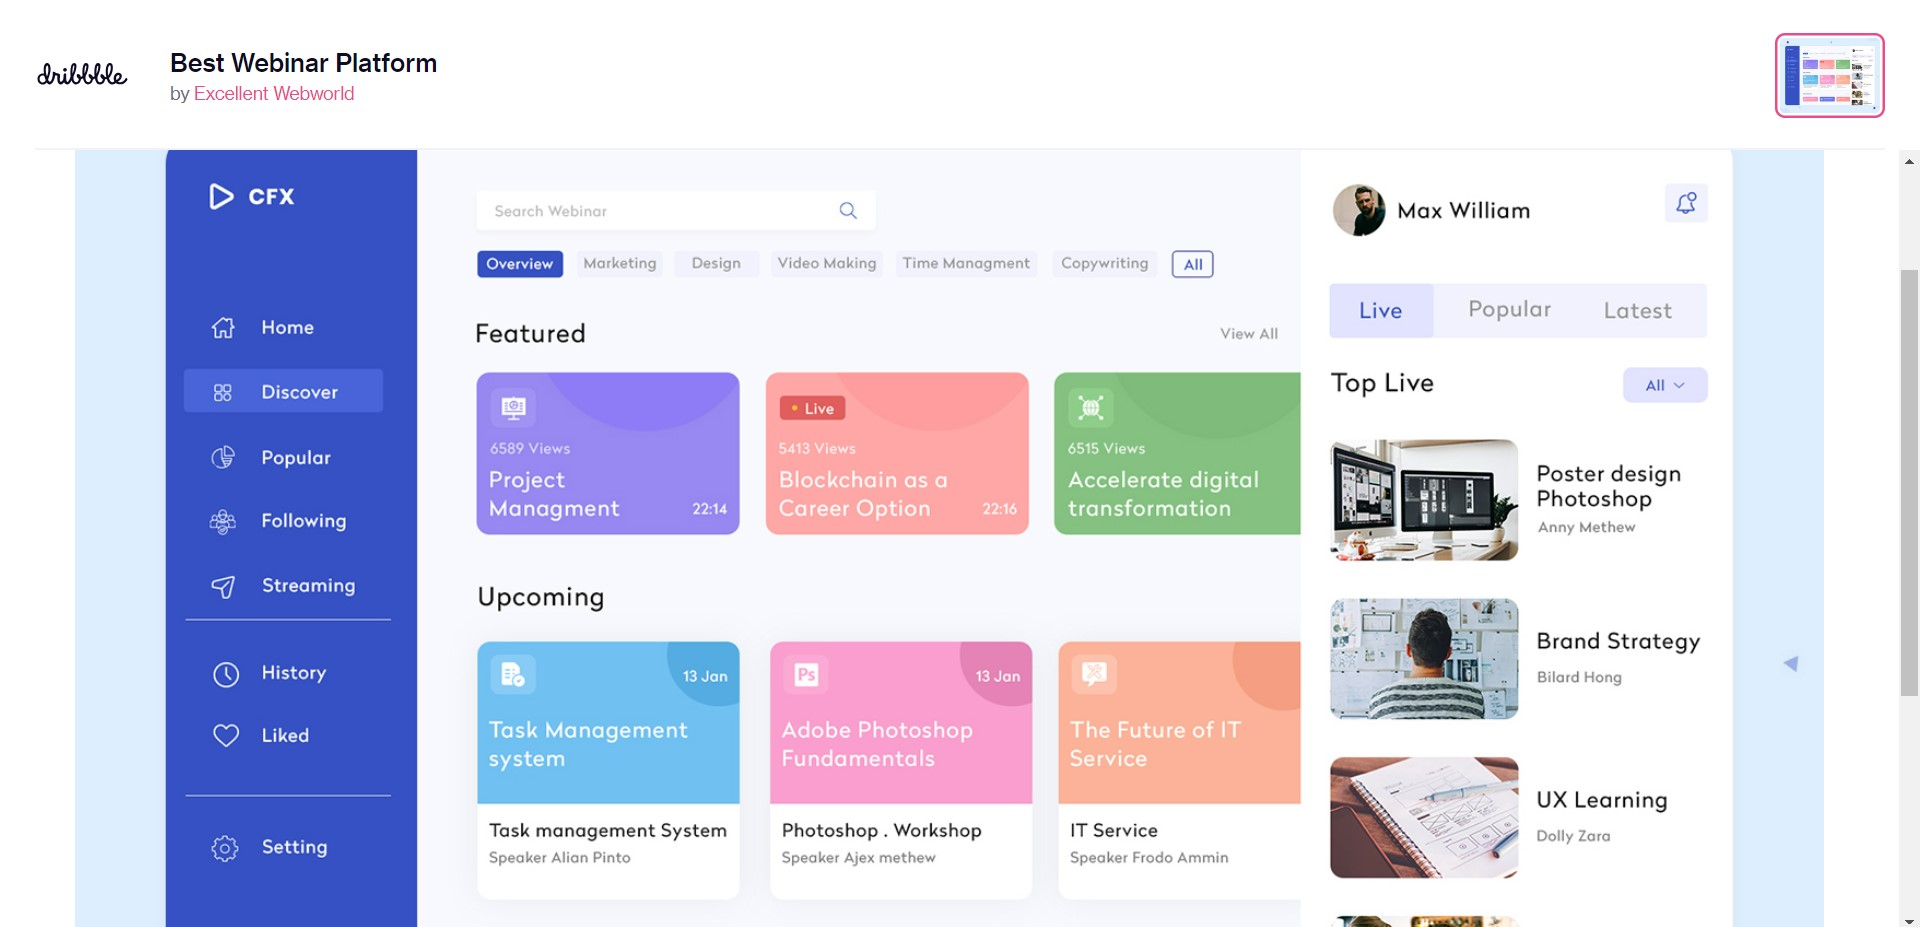 dribbble
Best Webinar Platform
by Excellent Webworld
CFX
Home
Discover
Popular
Following
Streaming
History
Liked
Setting
Search Webinar
Overview
Marketing
Design
Video Making
Time Managment
Copywriting
All
Featured
View All
6589 Views
Project
Managment
22:14
Live
5413 Views
Blockchain as a
Career Option
22:16
6515 Views
Accelerate digital
transformation
Upcoming
13 Jan
Task Management
system
Task management System
Speaker Alian Pinto
Ps
13 Jan
Adobe Photoshop
Fundamentals
Photoshop . Workshop
Speaker Ajex methew
The Future of IT
Service
IT Service
Speaker Frodo Ammin
Max William
Live
Popular
Latest
Top Live
All
Poster design
Photoshop
Anny Methew
Brand Strategy
Bilard Hong
UX Learning
Dolly Zara